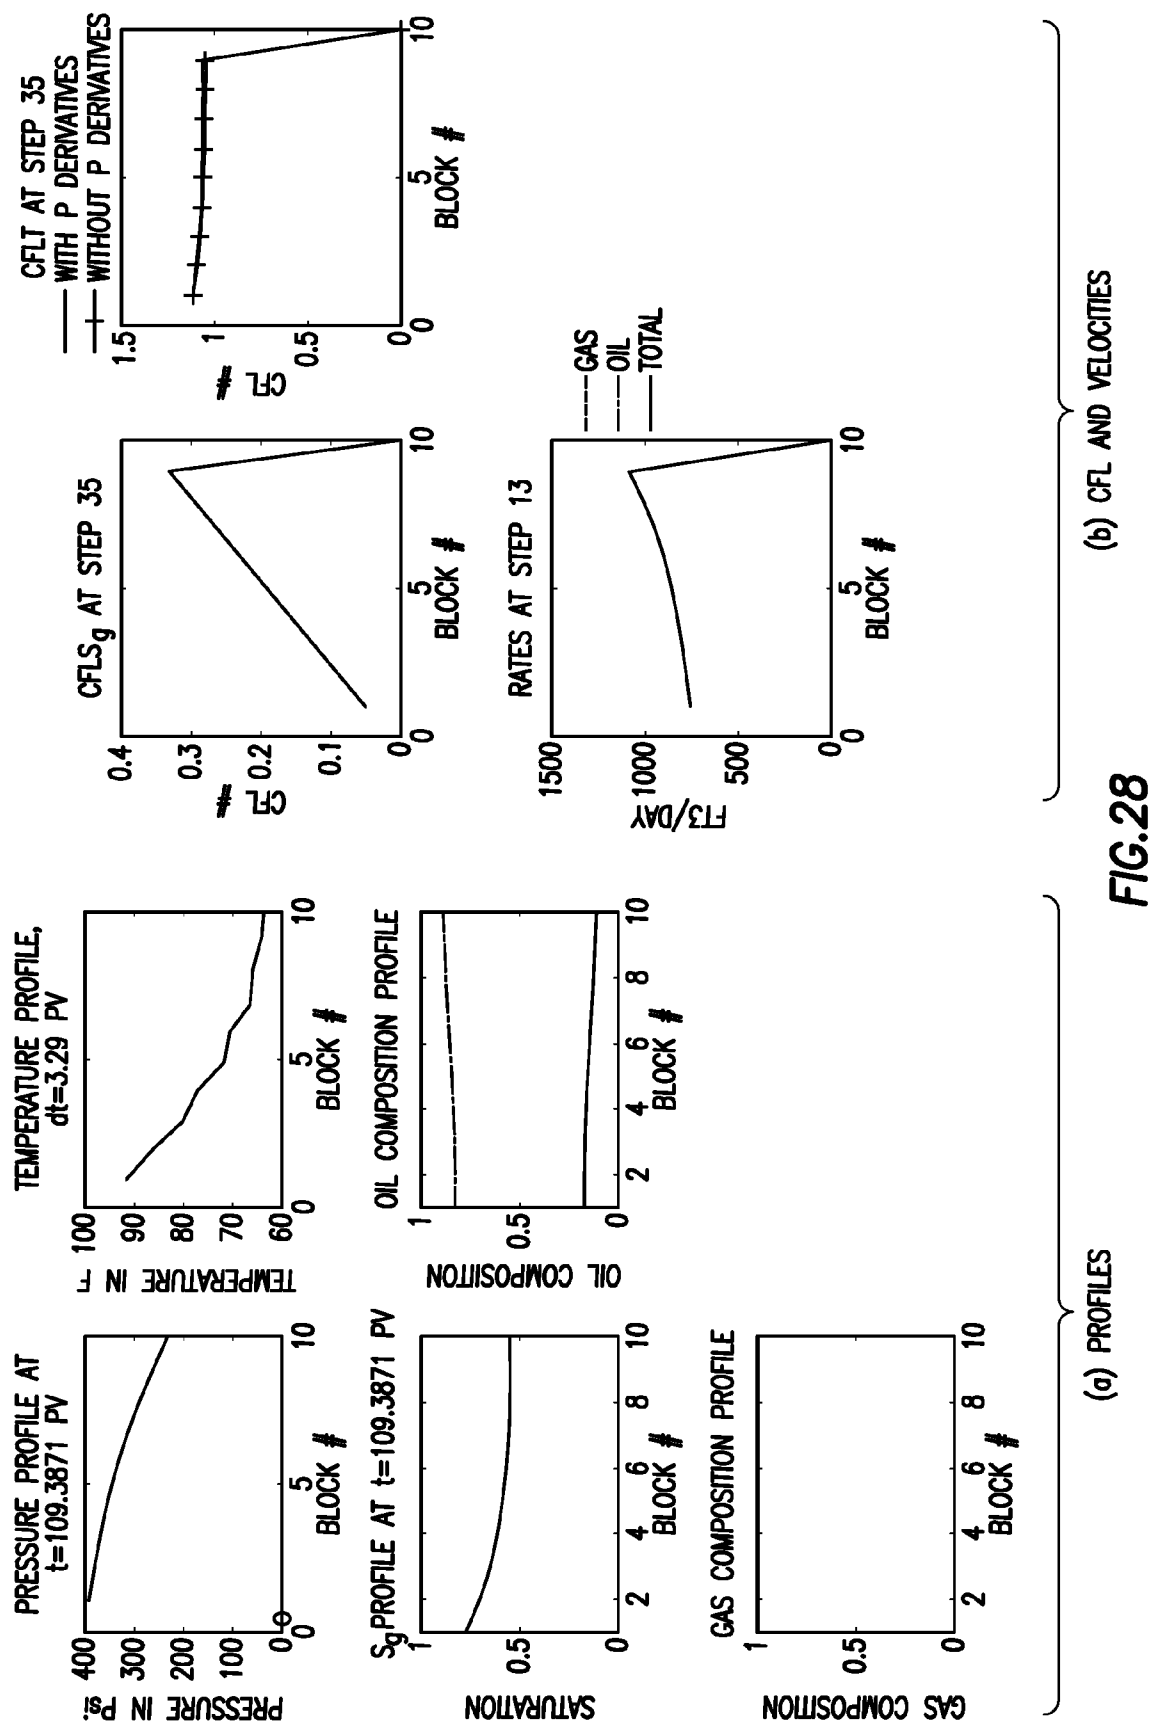 PRESSURE PROFILE AT
t=109.3871 PV
400
300
200
100
0
PRESSURE IN Psi
0
5
10
BLOCK #
TEMPERATURE PROFILE,
dt=3.29 PV
100
90
80
70
60
TEMPERATURE IN F
0
5
10
BLOCK #
SgPROFILE AT t=109.3871 PV
1
0.5
0
SATURATION
2
4
6
8
10
BLOCK #
OIL COMPOSITION PROFILE
1
0.5
0
OIL COMPOSITION
2
4
6
8
10
BLOCK #
GAS COMPOSITION PROFILE
1
0.5
0
GAS COMPOSITION
2
4
6
8
10
BLOCK #
(a) PROFILES
CFLSg AT STEP 35
0.4
0.3
0.2
0.1
0
CFL #
0
5
10
BLOCK #
CFLT AT STEP 35
WITH P DERIVATIVES
WITHOUT P DERIVATIVES
1.5
1
0.5
0
CFL #
0
5
10
BLOCK #
RATES AT STEP 13
1500
1000
500
0
FT3/DAY
0
5
10
BLOCK #
GAS
OIL
TOTAL
(b) CFL AND VELOCITIES
FIG.28